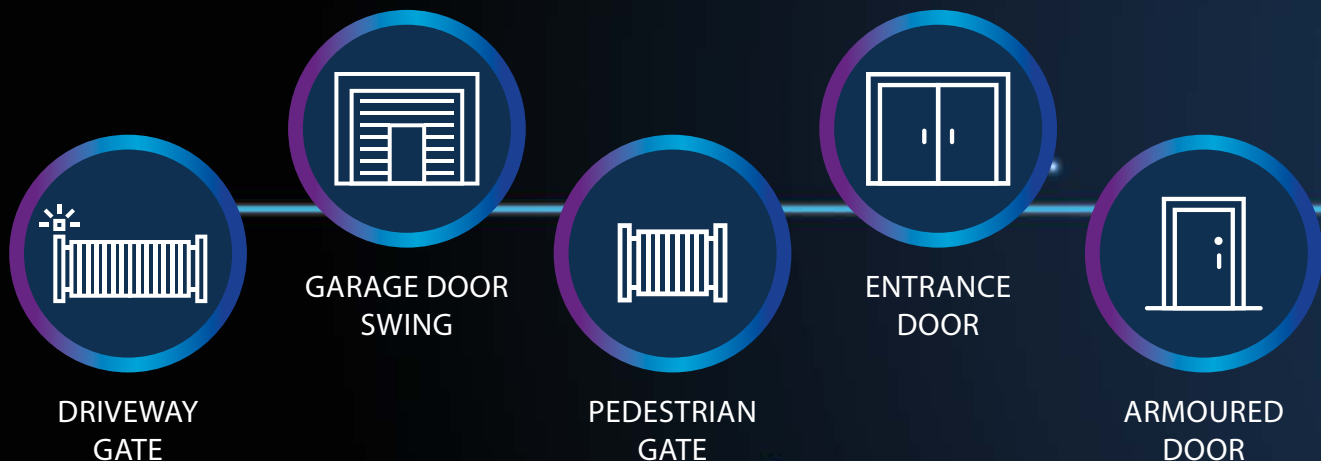 DRIVEWAY
GATE
GARAGE DOOR
SWING
PEDESTRIAN
GATE
ENTRANCE
DOOR
ARMOURED
DOOR